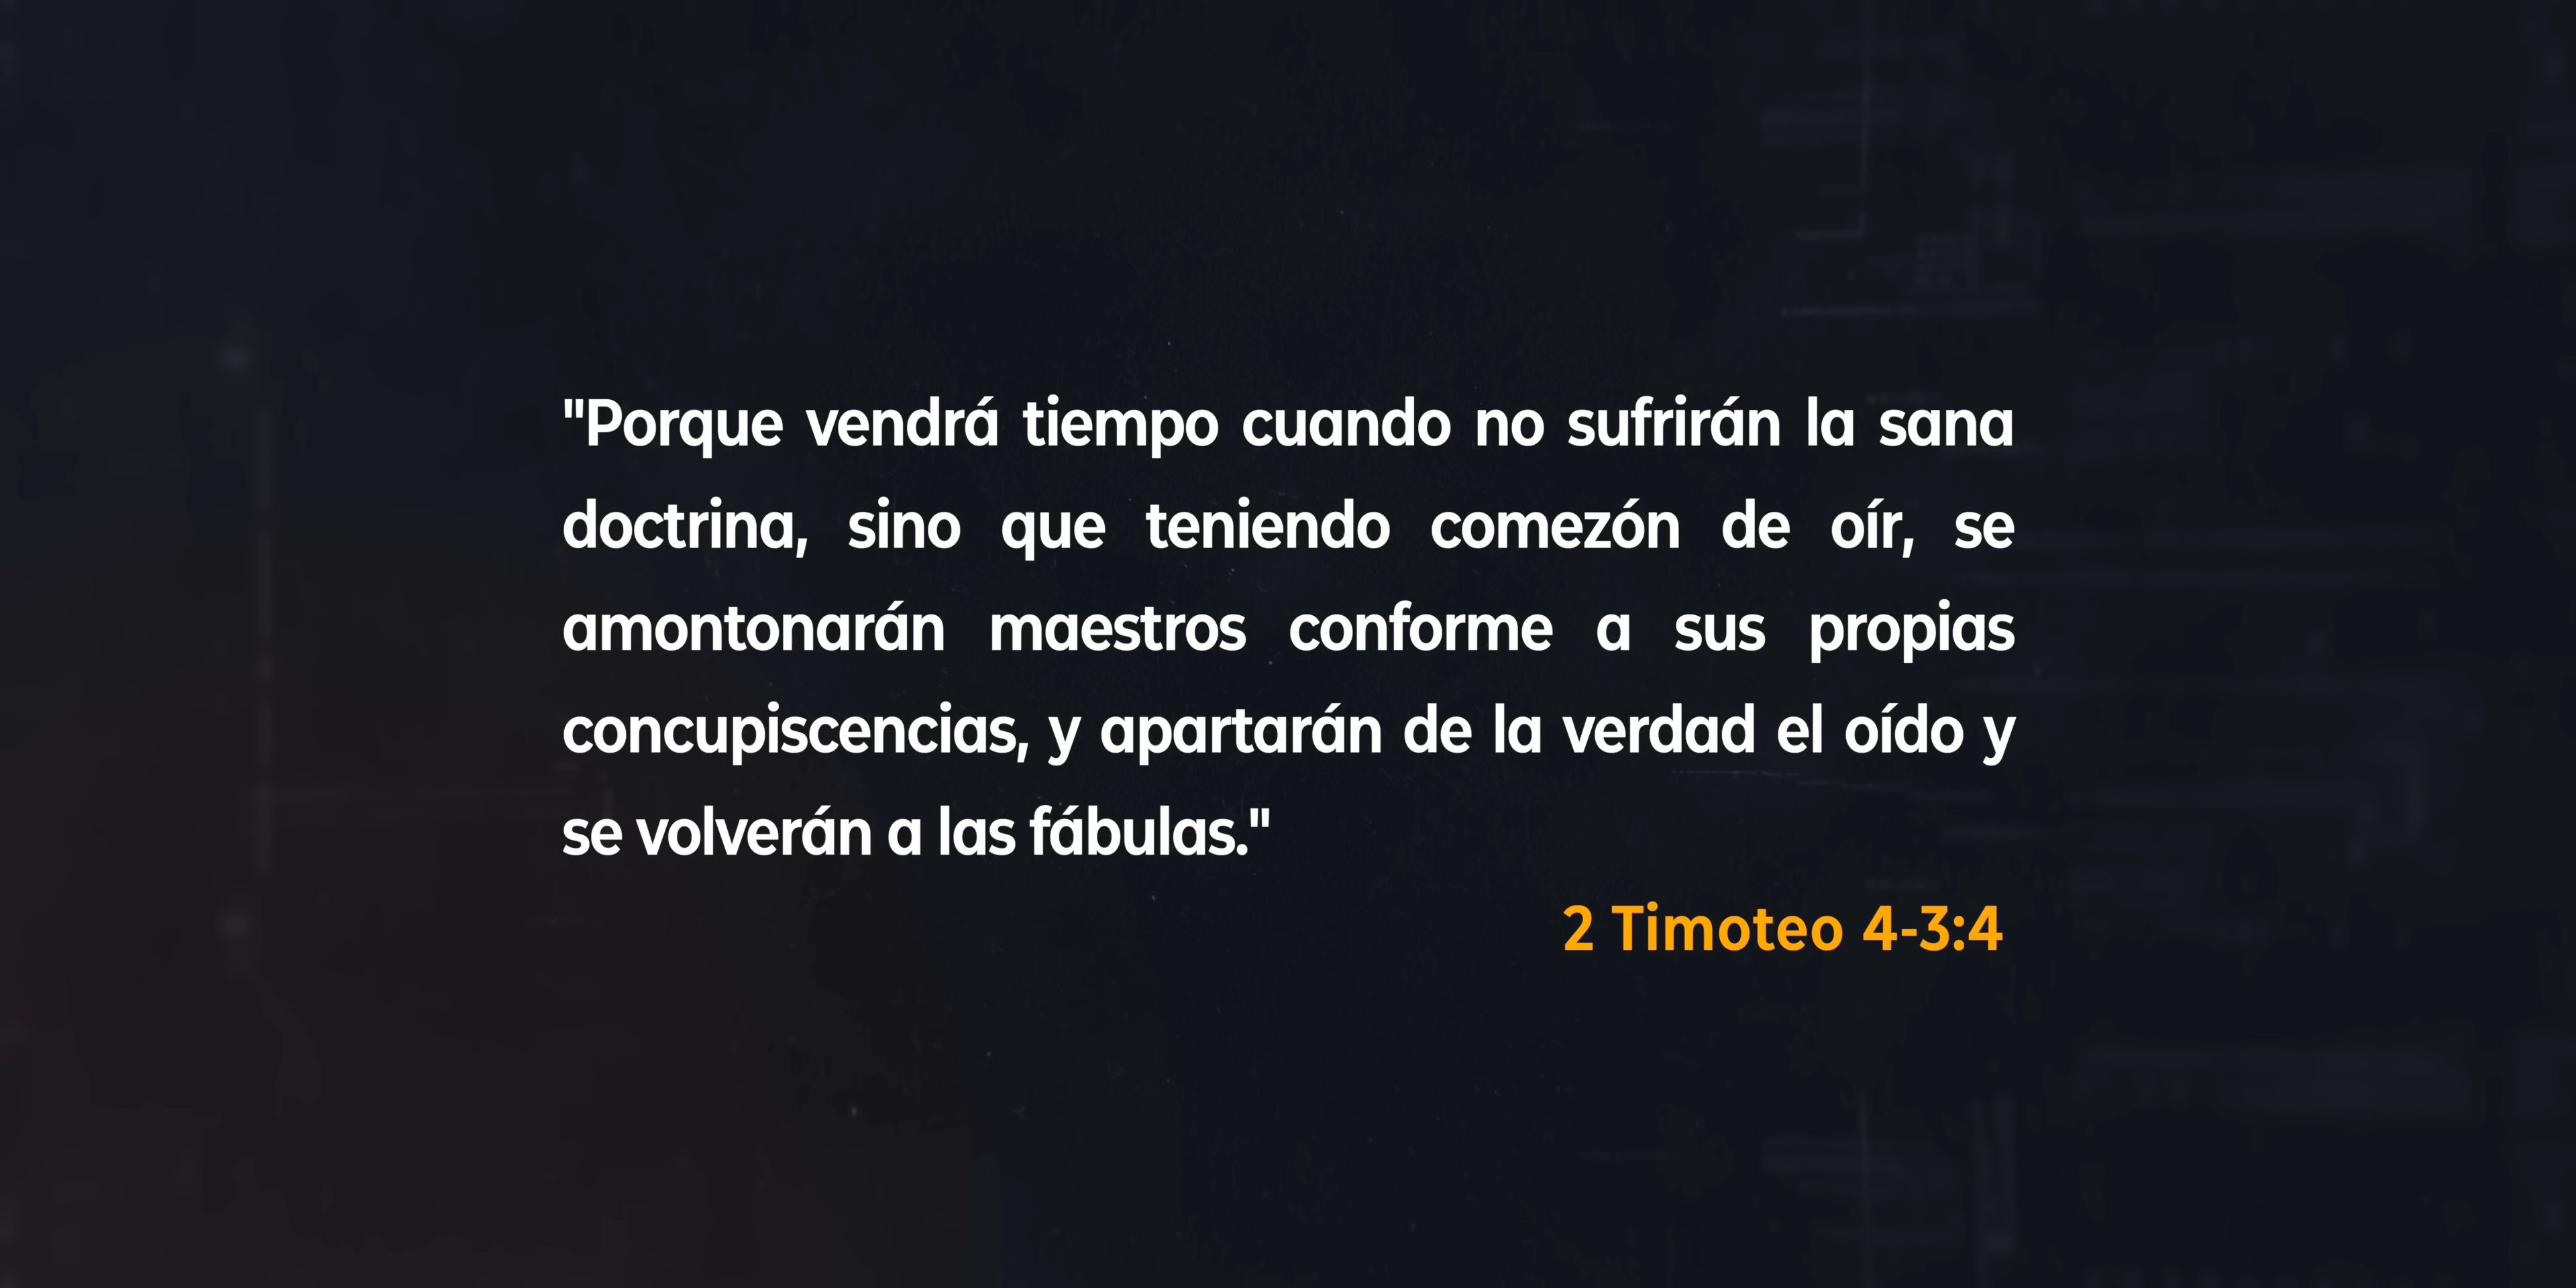 "Porque vendrá tiempo cuando no sufrirán la sana
doctrina, sino que teniendo comezón de oír, se
amontonarán maestros conforme a sus propias
concupiscencias, y apartarán de la verdad el oído y
se volverán a las fábulas."
2 Timoteo 4-3:4